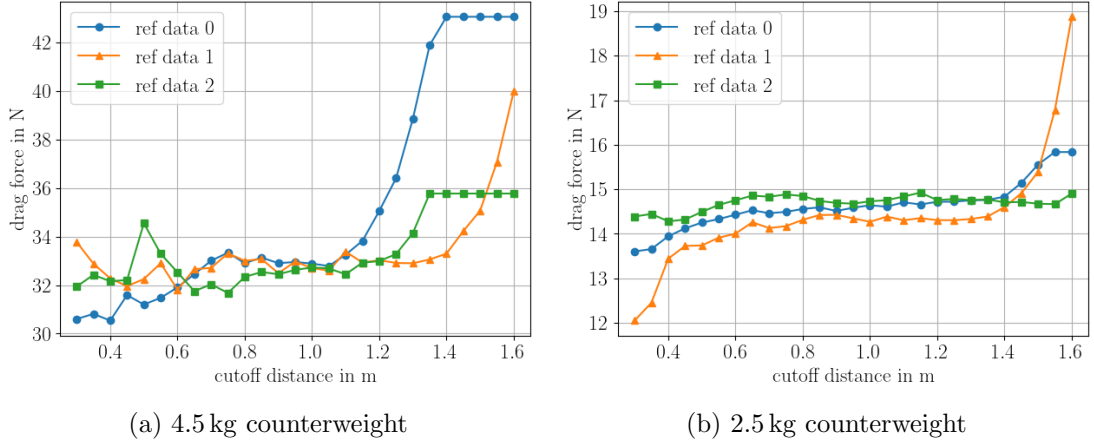 42
40
38
36
34
32
30
drag force in N
ref data 0
ref data 1
ref data 2
0.4 0.6 0.8 1.0 1.2 1.4 1.6
cutoff distance in m
(a) 4.5 kg counterweight
19
18
17
16
15
14
13
12
drag force in N
ref data 0
ref data 1
ref data 2
0.4 0.6 0.8 1.0 1.2 1.4 1.6
cutoff distance in m
(b) 2.5 kg counterweight